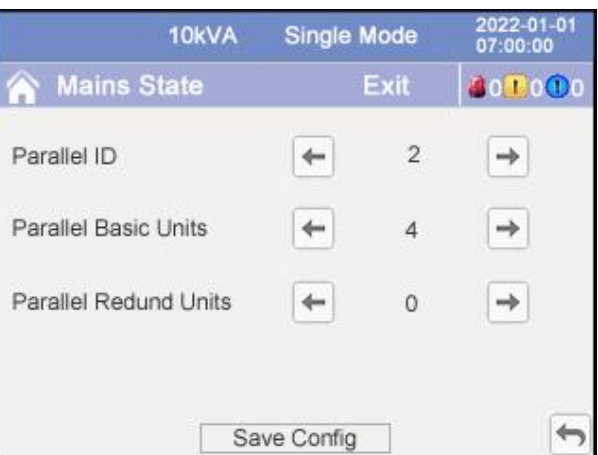 10kVA Single Mode 2022-01-01
07:00:00
Mains State Exit 0 ! 0 ! 0
Parallel ID 2
Parallel Basic Units 4
Parallel Redund Units 0
Save Config